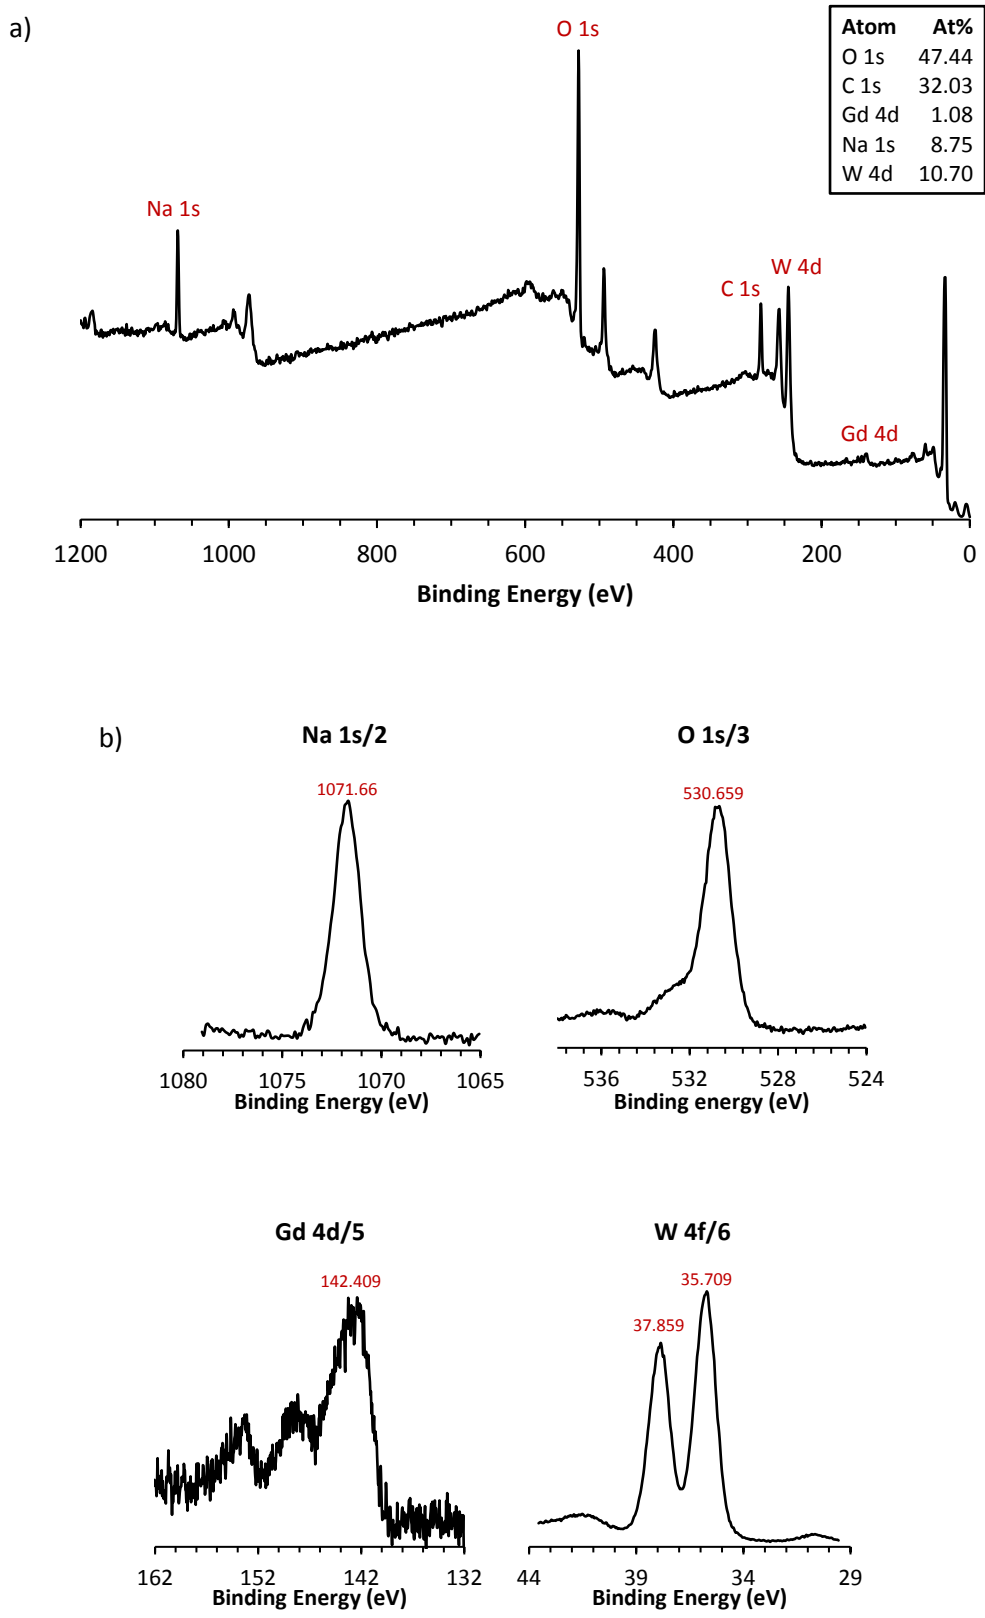 a)
O 1s
Atom At%
O 1s 47.44
C 1s 32.03
Gd 4d 1.08
Na 1s 8.75
W 4d 10.70
Na 1s
W 4d
C 1s
Gd 4d
1200 1000 800 600 400 200 0
Binding Energy (eV)
b)
Na 1s/2
1071.66
1080 1075 1070 1065
Binding Energy (eV)
O 1s/3
530.659
536 532 528 524
Binding energy (eV)
Gd 4d/5
142.409
162 152 142 132
Binding Energy (eV)
W 4f/6
35.709
37.859
44 39 34 29
Binding Energy (eV)